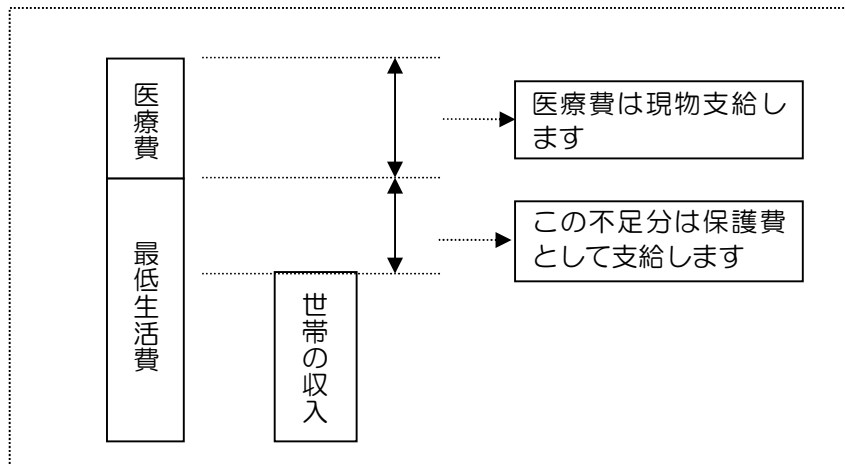 医療費
医療費は現物支給し
ます
この不足分は保護費
として支給します
最低生活費
世帯の収入